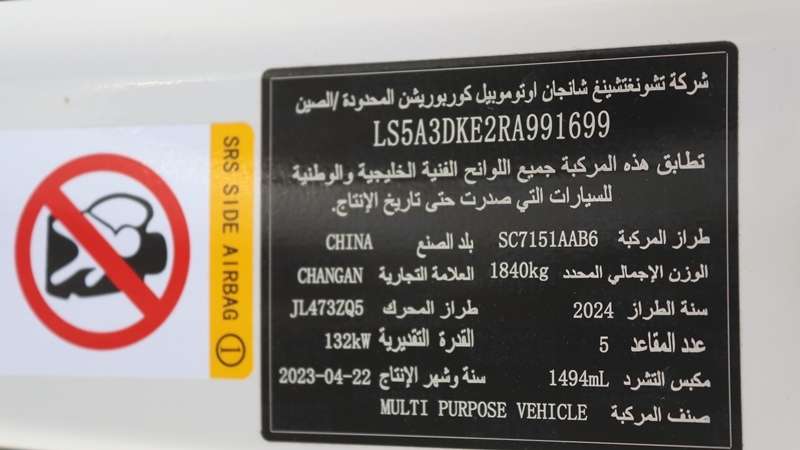 شركة تشونغتشينغ شانجان اوتوموبيل كوربوريشن المحدودة /الصين
LS5A3DKE2RA991699
تطابق هذه المركبة جميع اللوائح الفنية الخليجية والوطنية
للسيارات التي صدرت حتى تاريخ الإنتاج.
طراز المركبة SC7151AAB6 بلد الصنع CHINA
الوزن الإجمالي المحدد 1840kg العلامة التجارية CHANGAN
سنة الطراز 2024 طراز المحرك JL473ZQ5
عدد المقاعد 5 القدرة التقديرية 132kW
مكبس التشرد 1494mL سنة وشهر الإنتاج 2023-04-22
صنف المركبة MULTI PURPOSE VEHICLE
SRS SIDE AIRBAG ①